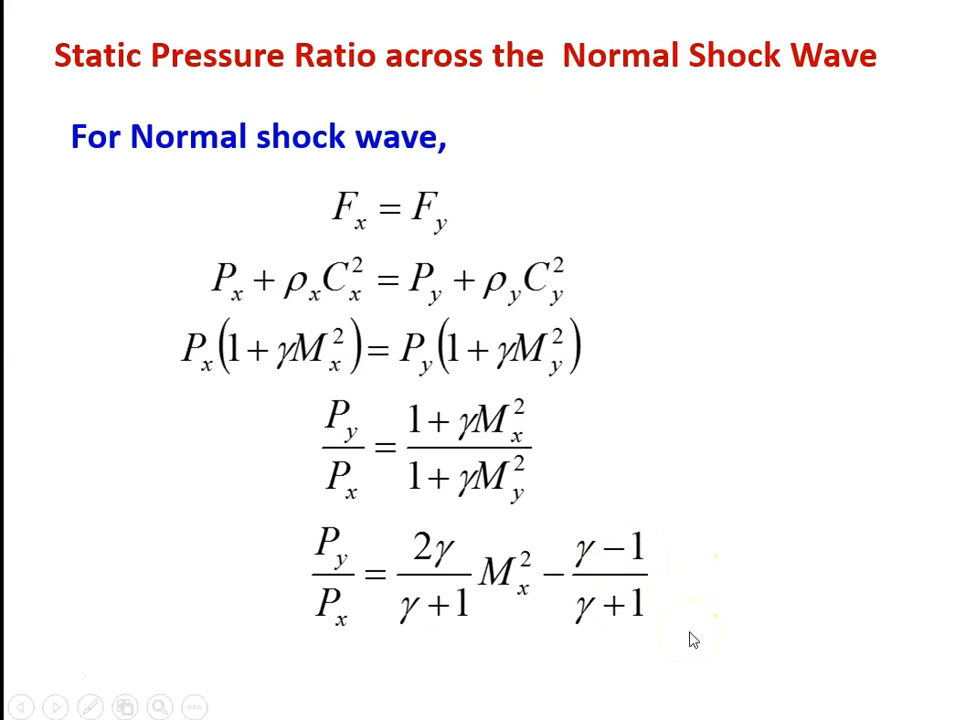 Static Pressure Ratio across the Normal Shock Wave
For Normal shock wave,
F_x = F_y
P_x + ρ_x C_x^2 = P_y + ρ_y C_y^2
P_x(1 + γM_x^2) = P_y(1 + γM_y^2)
P_y/P_x = (1 + γM_x^2)/(1 + γM_y^2)
P_y/P_x = (2γ)/(γ + 1) M_x^2 − (γ − 1)/(γ + 1)